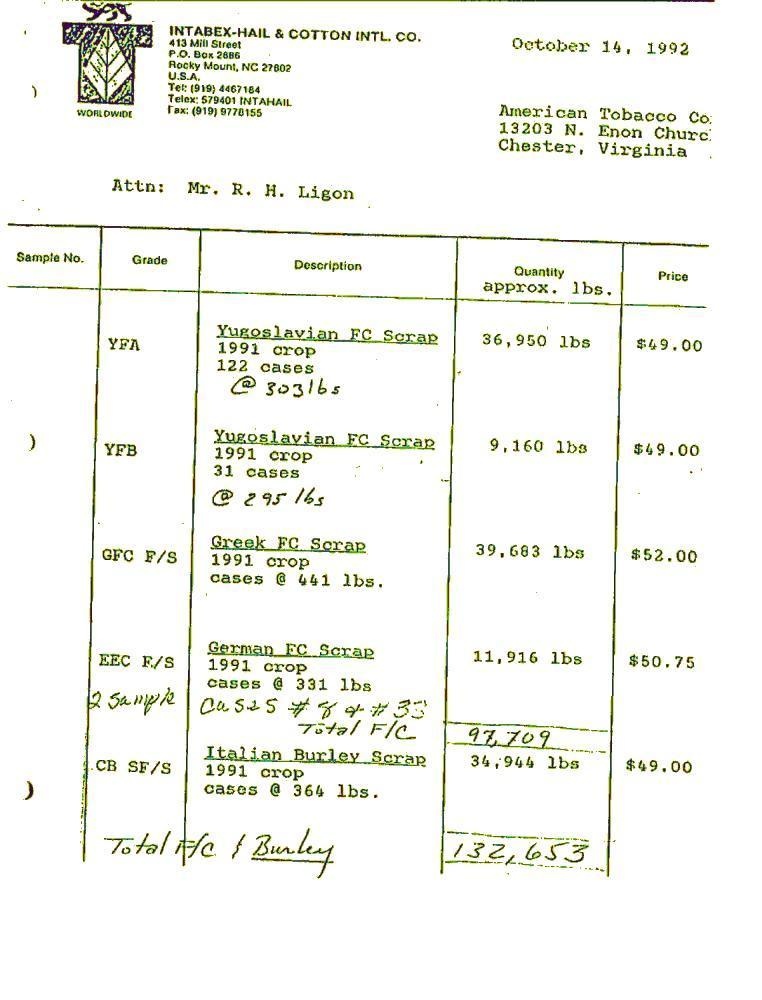 INTABEX-HAIL & COTTON INTL. CO.
413 Mill Street
P.O. Box 2686
Rocky Mount, NC 27802
U.S.A.
Tel: (919) 4467184
Telex: 579401 INTAHAIL
Fax: (919) 9778155
WORLDWIDE
October 14, 1992
American Tobacco Co
13203 N. Enon Churc
Chester, Virginia
Attn: Mr. R. H. Ligon
Sample No. Grade Description Quantity approx. lbs. Price
YFA Yugoslavian FC Scrap 36,950 lbs $49.00
1991 crop
122 cases
@ 303 lbs
YFB Yugoslavian FC Scrap 9,160 lbs $49.00
1991 crop
31 cases
@ 295 lbs
GFC F/S Greek FC Scrap 39,683 lbs $52.00
1991 crop
cases @ 441 lbs.
EEC F/S German FC Scrap 11,916 lbs $50.75
1991 crop
cases @ 331 lbs
2 Sample Cases # 8 & # 33
Total F/C 97,709
CB SF/S Italian Burley Scrap 34,944 lbs $49.00
1991 crop
cases @ 364 lbs.
Total F/C & Burley 132,653